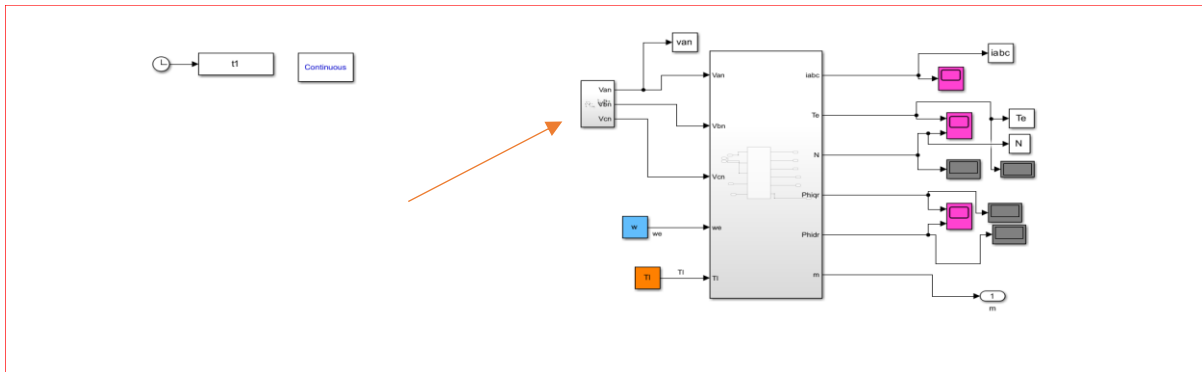 t1
Continuous
van
iabc
Van
Vbn
Vcn
Van
iabc
Te
Te
Vbn
N
N
Vcn
Phiqr
w
we
we
Phidr
Tl
Tl
Tl
m
1
m